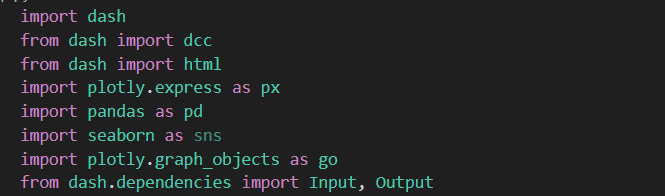 import dash
from dash import dcc
from dash import html
import plotly.express as px
import pandas as pd
import seaborn as sns
import plotly.graph_objects as go
from dash.dependencies import Input, Output